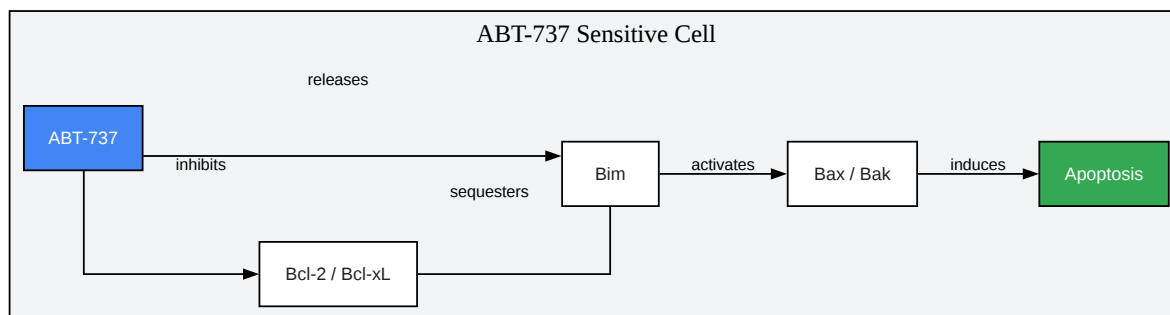 ABT-737 Sensitive Cell
releases
ABT-737
inhibits
sequesters
Bim
activates
Bax / Bak
induces
Apoptosis
Bcl-2 / Bcl-xL